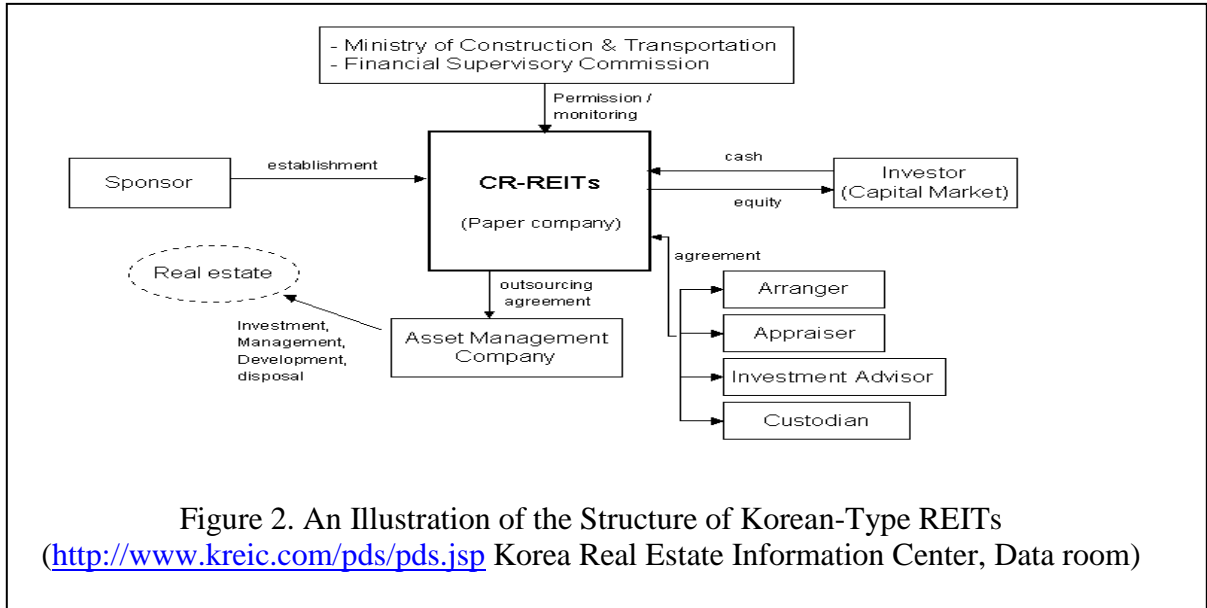 - Ministry of Construction & Transportation
- Financial Supervisory Commission
Permission /
monitoring
Sponsor
establishment
CR-REITs
(Paper company)
cash
equity
Investor
(Capital Market)
agreement
Real estate
outsourcing
agreement
Investment,
Management,
Development,
disposal
Asset Management
Company
Arranger
Appraiser
Investment Advisor
Custodian
Figure 2. An Illustration of the Structure of Korean-Type REITs
(http://www.kreic.com/pds/pds.jsp Korea Real Estate Information Center, Data room)